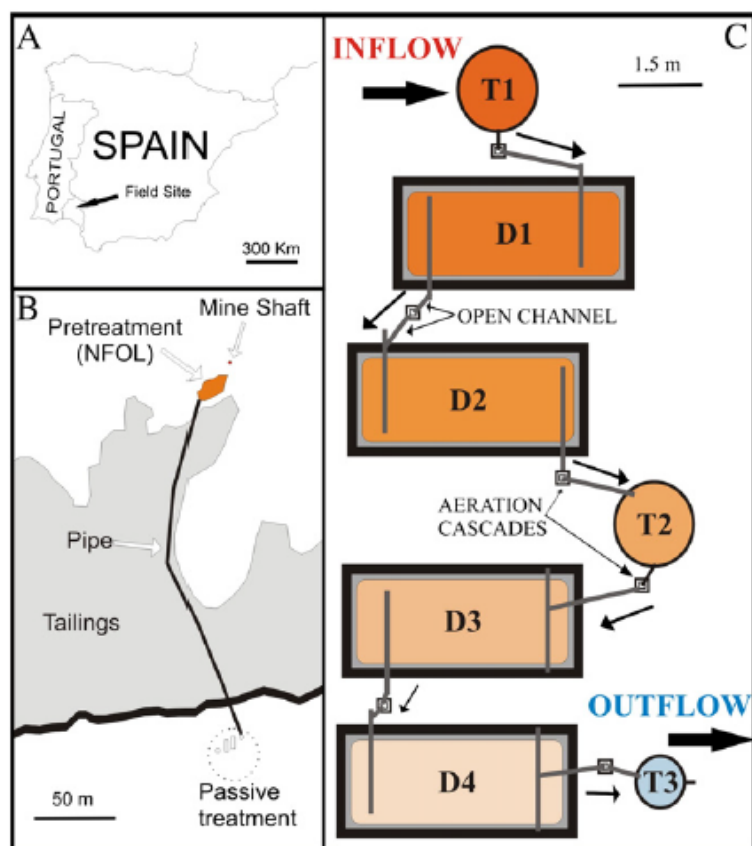 A
PORTUGAL
SPAIN
Field Site
300 Km
B
Mine Shaft
Pretreatment
(NFOL)
Pipe
Tailings
Passive
treatment
50 m
C
INFLOW
T1
1.5 m
D1
OPEN CHANNEL
D2
AERATION
CASCADES
T2
D3
OUTFLOW
D4
T3